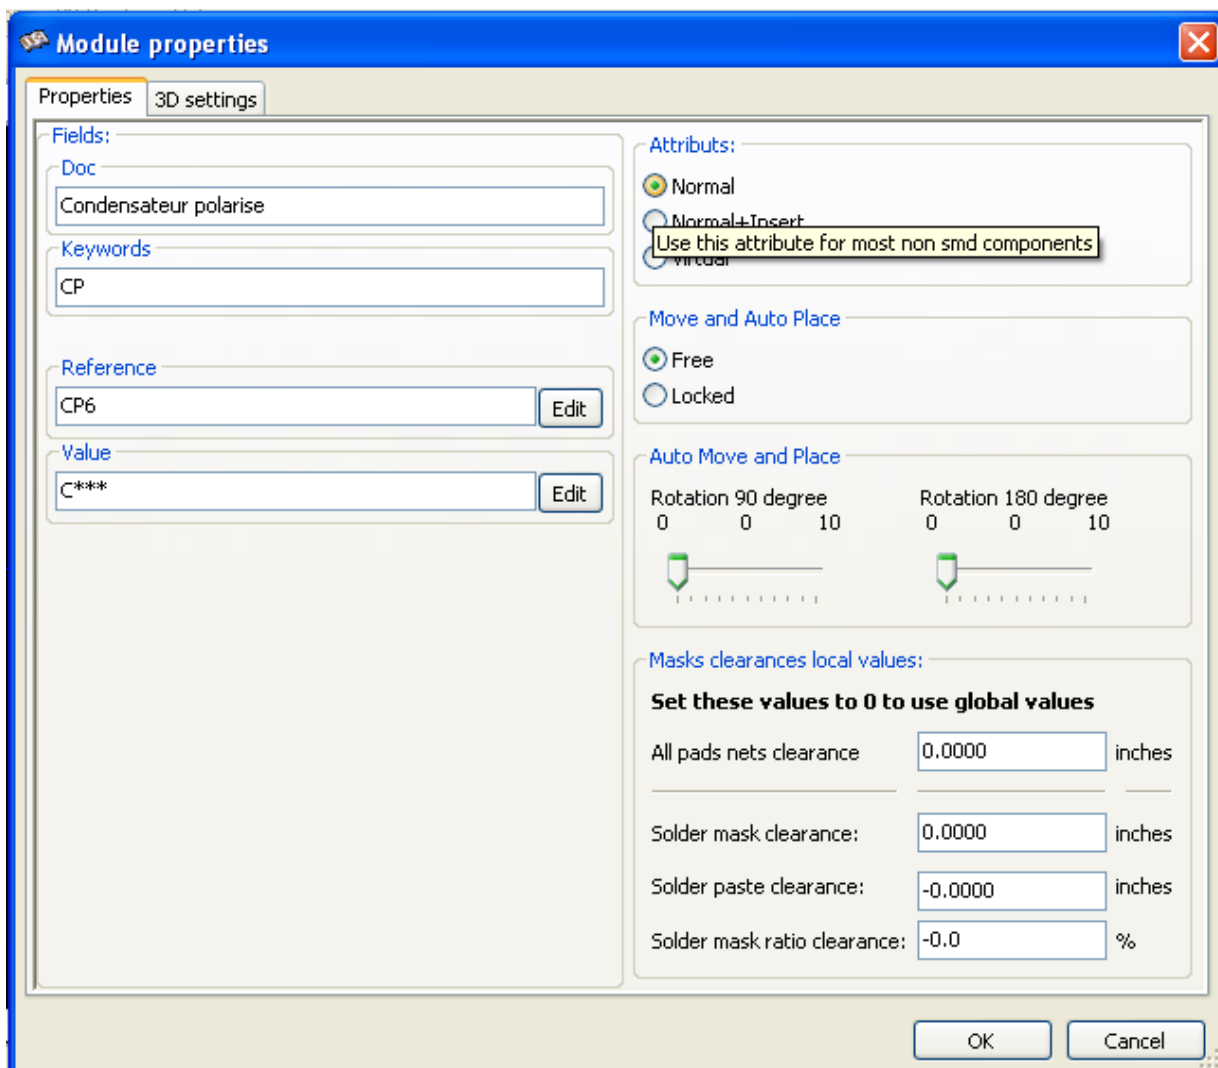 Module properties
Properties
3D settings
Fields:
Doc
Condensateur polarise
Keywords
CP
Reference
CP6
Edit
Value
C***
Edit
Attributs:
Normal
Normal+Insert
Use this attribute for most non smd components
Virtual
Move and Auto Place
Free
Locked
Auto Move and Place
Rotation 90 degree
0 0 10
Rotation 180 degree
0 0 10
Masks clearances local values:
Set these values to 0 to use global values
All pads nets clearance 0.0000 inches
Solder mask clearance: 0.0000 inches
Solder paste clearance: -0.0000 inches
Solder mask ratio clearance: -0.0 %
OK
Cancel